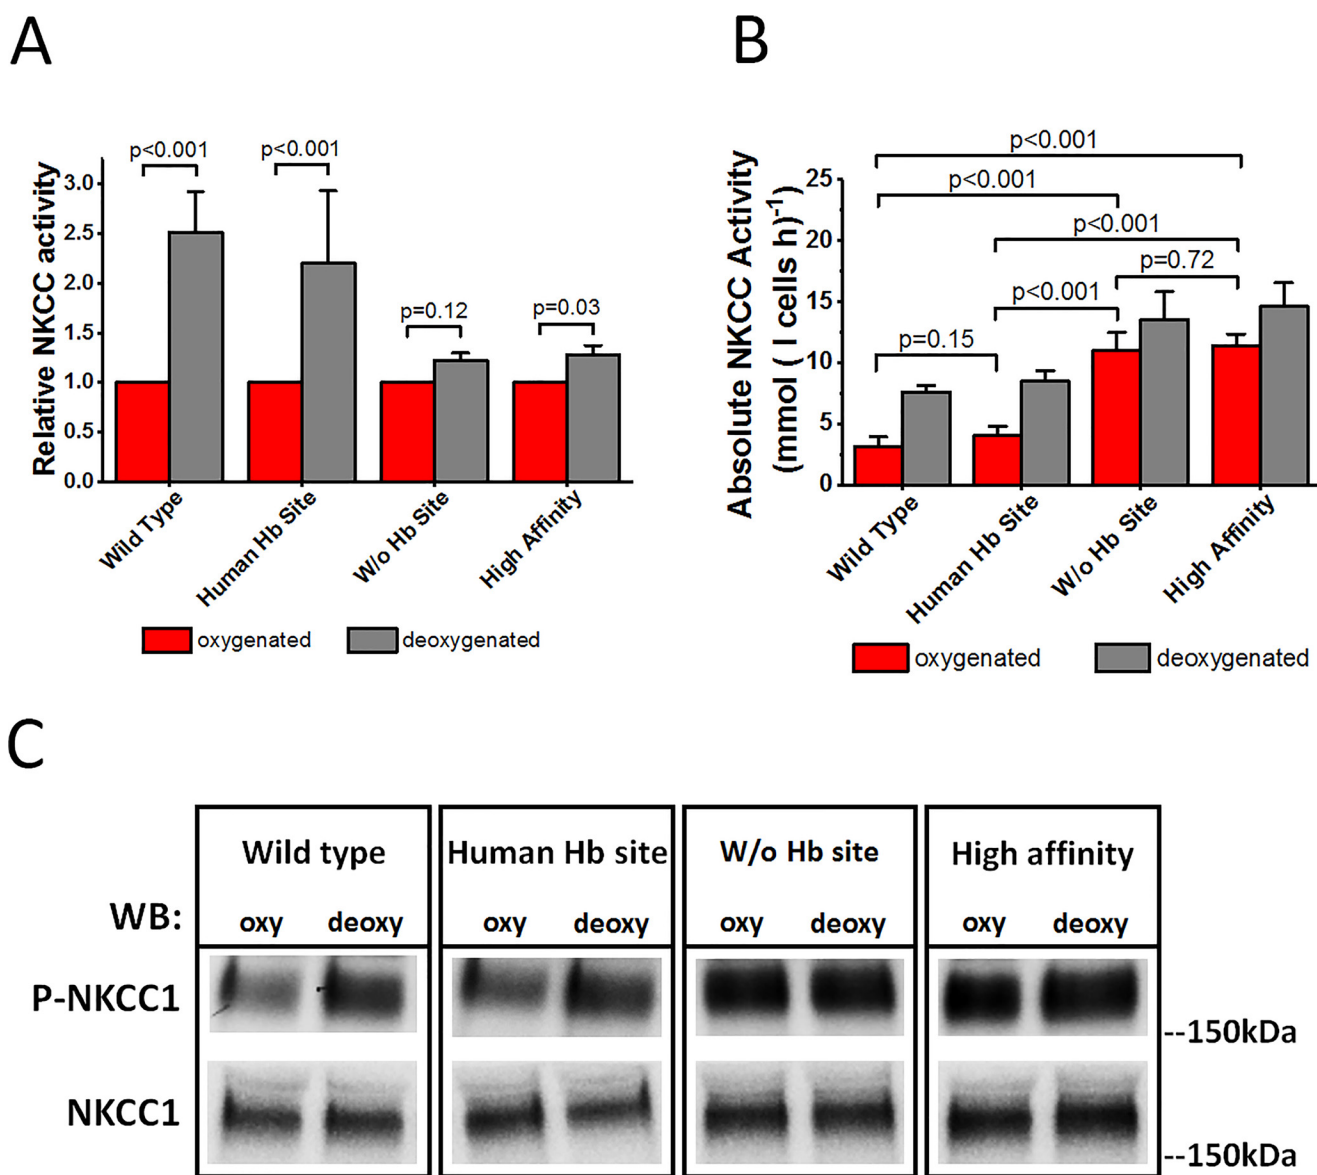 A
Relative NKCC activity
3.0
2.5
2.0
1.5
1.0
0.5
0.0
p<0.001
p<0.001
p=0.12
p=0.03
Wild Type
Human Hb Site
W/o Hb Site
High Affinity
oxygenated
deoxygenated
B
Absolute NKCC Activity
(mmol ( l cells h)-1)
25
20
15
10
5
0
p<0.001
p<0.001
p<0.001
p=0.72
p<0.001
p=0.15
Wild Type
Human Hb Site
W/o Hb Site
High Affinity
oxygenated
deoxygenated
C
Wild type
Human Hb site
W/o Hb site
High affinity
WB:
oxy deoxy
oxy deoxy
oxy deoxy
oxy deoxy
P-NKCC1
--150kDa
NKCC1
--150kDa